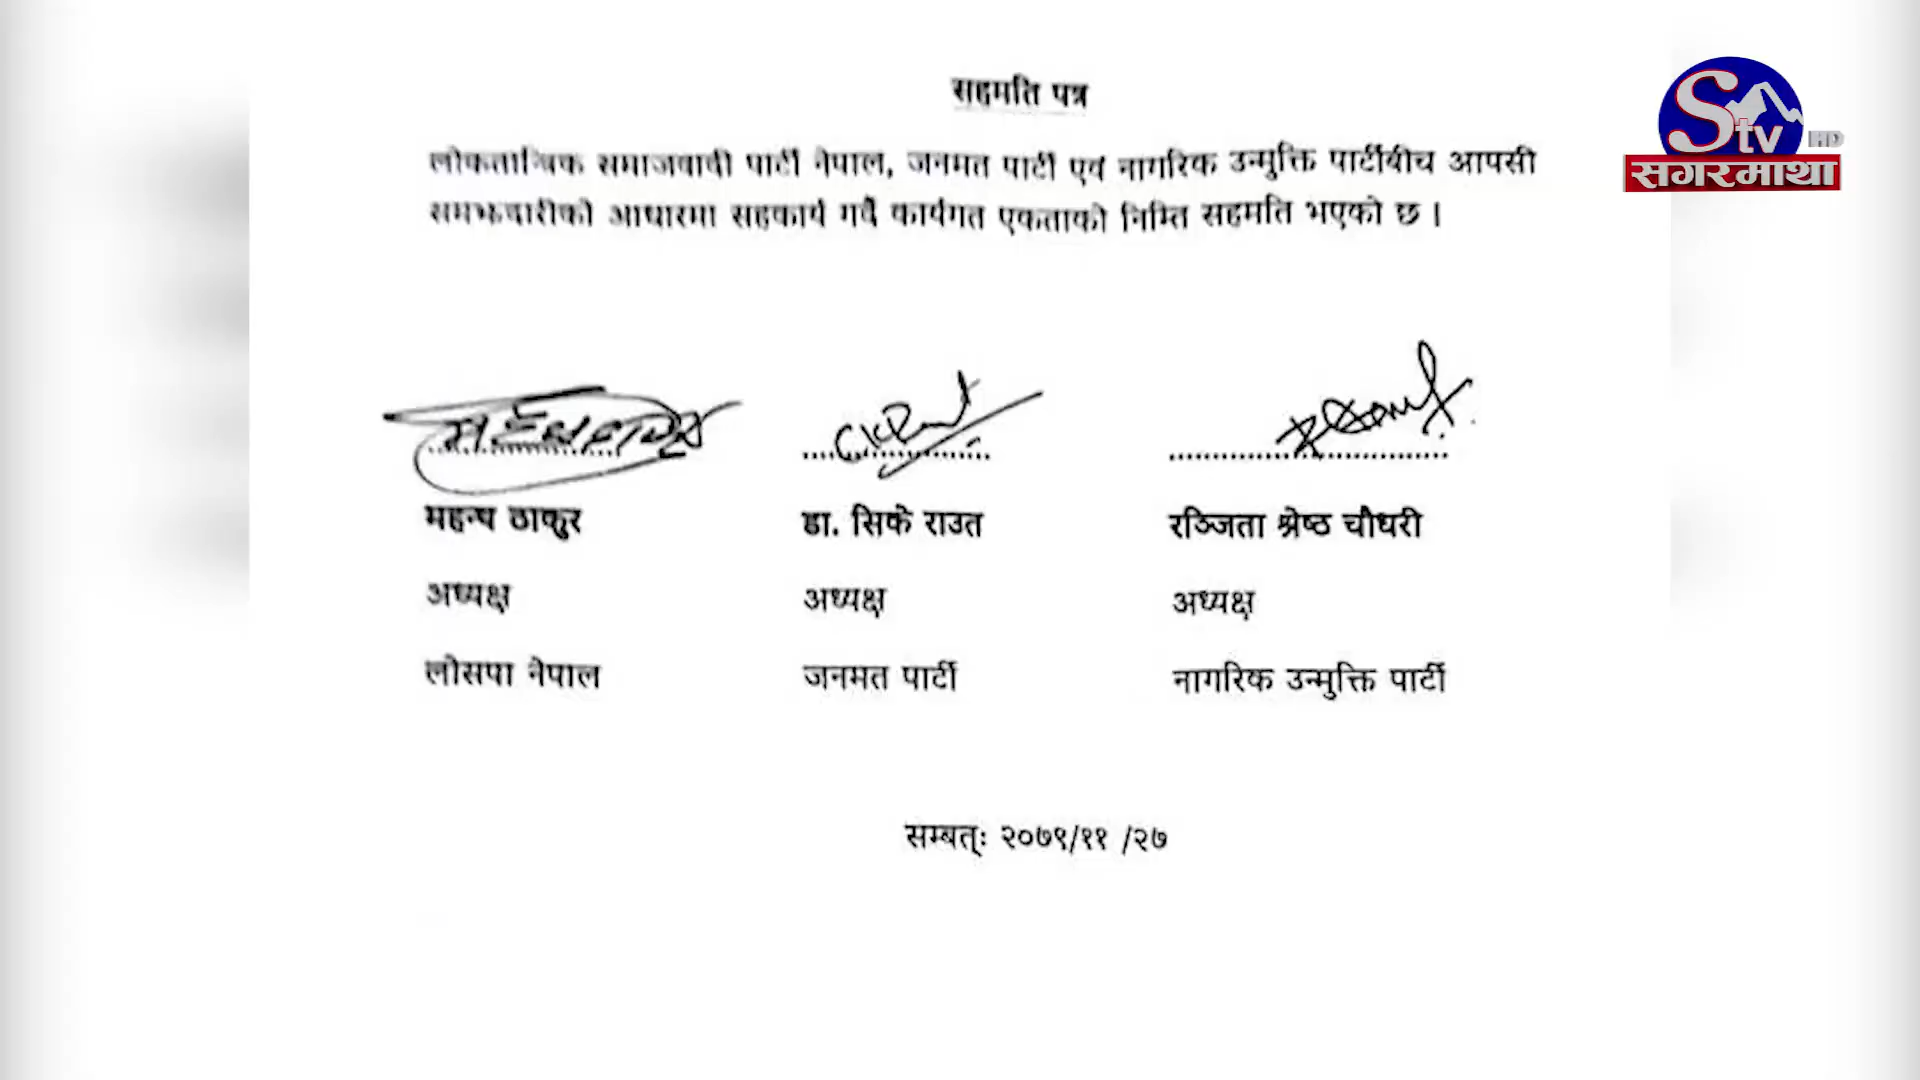 सहमति पत्र
लोकतान्त्रिक समाजवादी पार्टी नेपाल, जनमत पार्टी एवं नागरिक उन्मुक्ति पार्टीबीच आपसी
समझदारीको आधारमा सहकार्य गर्दै कार्यगत एकताको निम्ति सहमति भएको छ ।
CKRaut
महन्थ ठाकुर डा. सिके राउत रञ्जिता श्रेष्ठ चौधरी
अध्यक्ष अध्यक्ष अध्यक्ष
लोसपा नेपाल जनमत पार्टी नागरिक उन्मुक्ति पार्टी
सम्बत्ः २०७९/११ /२७
Stv HD
सगरमाथा